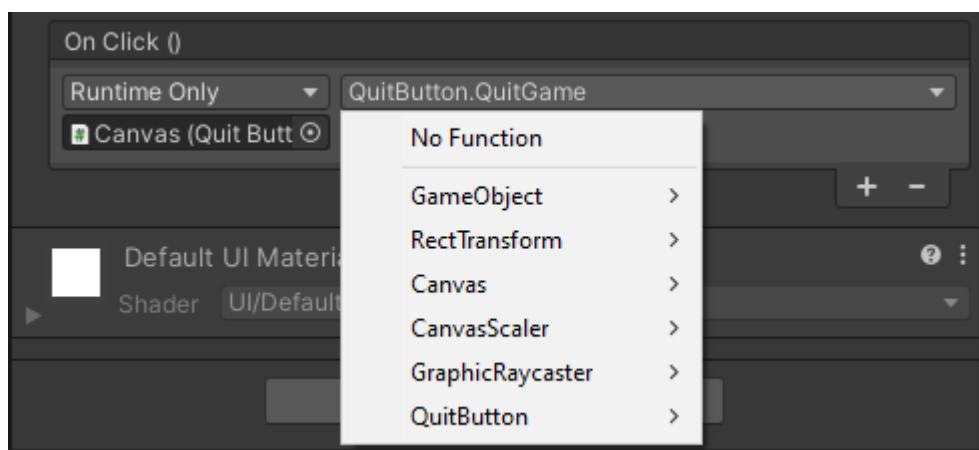 On Click ()
Runtime Only QuitButton.QuitGame
Canvas (Quit Butt
No Function
GameObject
RectTransform
Default UI Materi
Canvas
Shader UI/Default
CanvasScaler
GraphicRaycaster
QuitButton